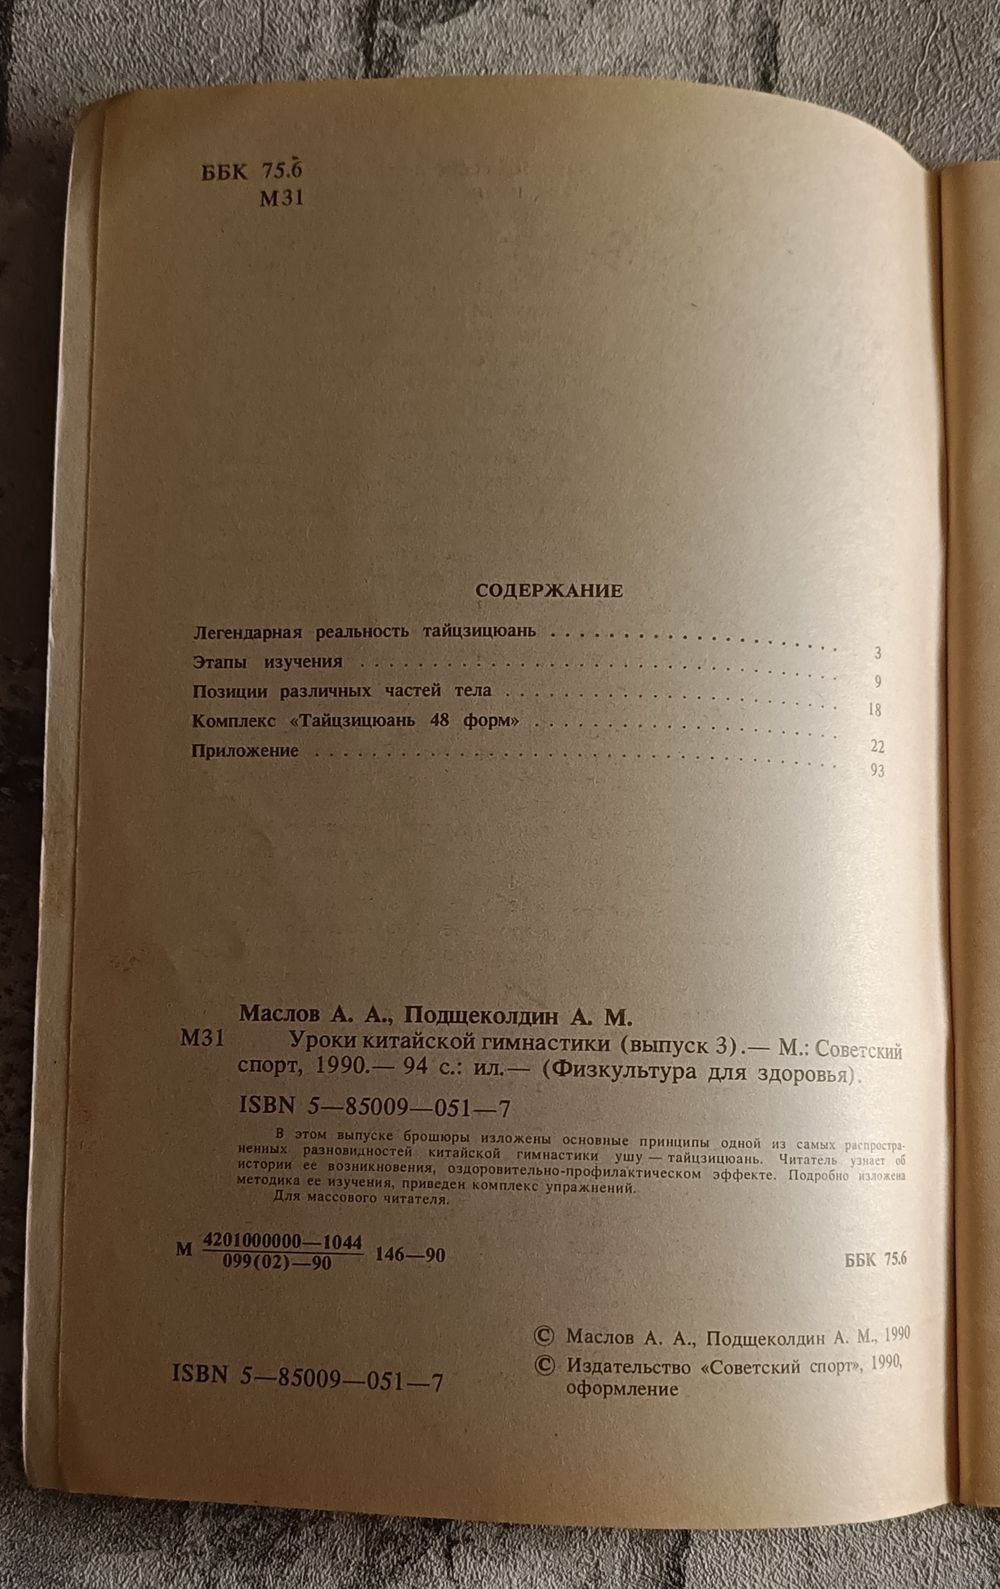 ББК 75.6
М31
СОДЕРЖАНИЕ
Легендарная реальность тайцзицюань . . . . . . . . . . . . . . . . . 3
Этапы изучения . . . . . . . . . . . . . . . . . . . . . . . . . . . 9
Позиции различных частей тела . . . . . . . . . . . . . . . . . . . 18
Комплекс «Тайцзицюань 48 форм» . . . . . . . . . . . . . . . . . 22
Приложение . . . . . . . . . . . . . . . . . . . . . . . . . . . . . 93
Маслов А. А., Подщеколдин А. М.
М31 Уроки китайской гимнастики (выпуск 3).— М.: Советский
спорт, 1990.— 94 с.: ил.— (Физкультура для здоровья).
ISBN 5—85009—051—7
В этом выпуске брошюры изложены основные принципы одной из самых распростра-
ненных разновидностей китайской гимнастики ушу — тайцзицюань. Читатель узнает об
истории ее возникновения, оздоровительно-профилактическом эффекте. Подробно изложена
методика ее изучения, приведен комплекс упражнений.
Для массового читателя.
М 4201000000—1044
099(02)—90 146—90
ББК 75.6
© Маслов А. А., Подщеколдин А. М., 1990
ISBN 5—85009—051—7
© Издательство «Советский спорт», 1990,
оформление